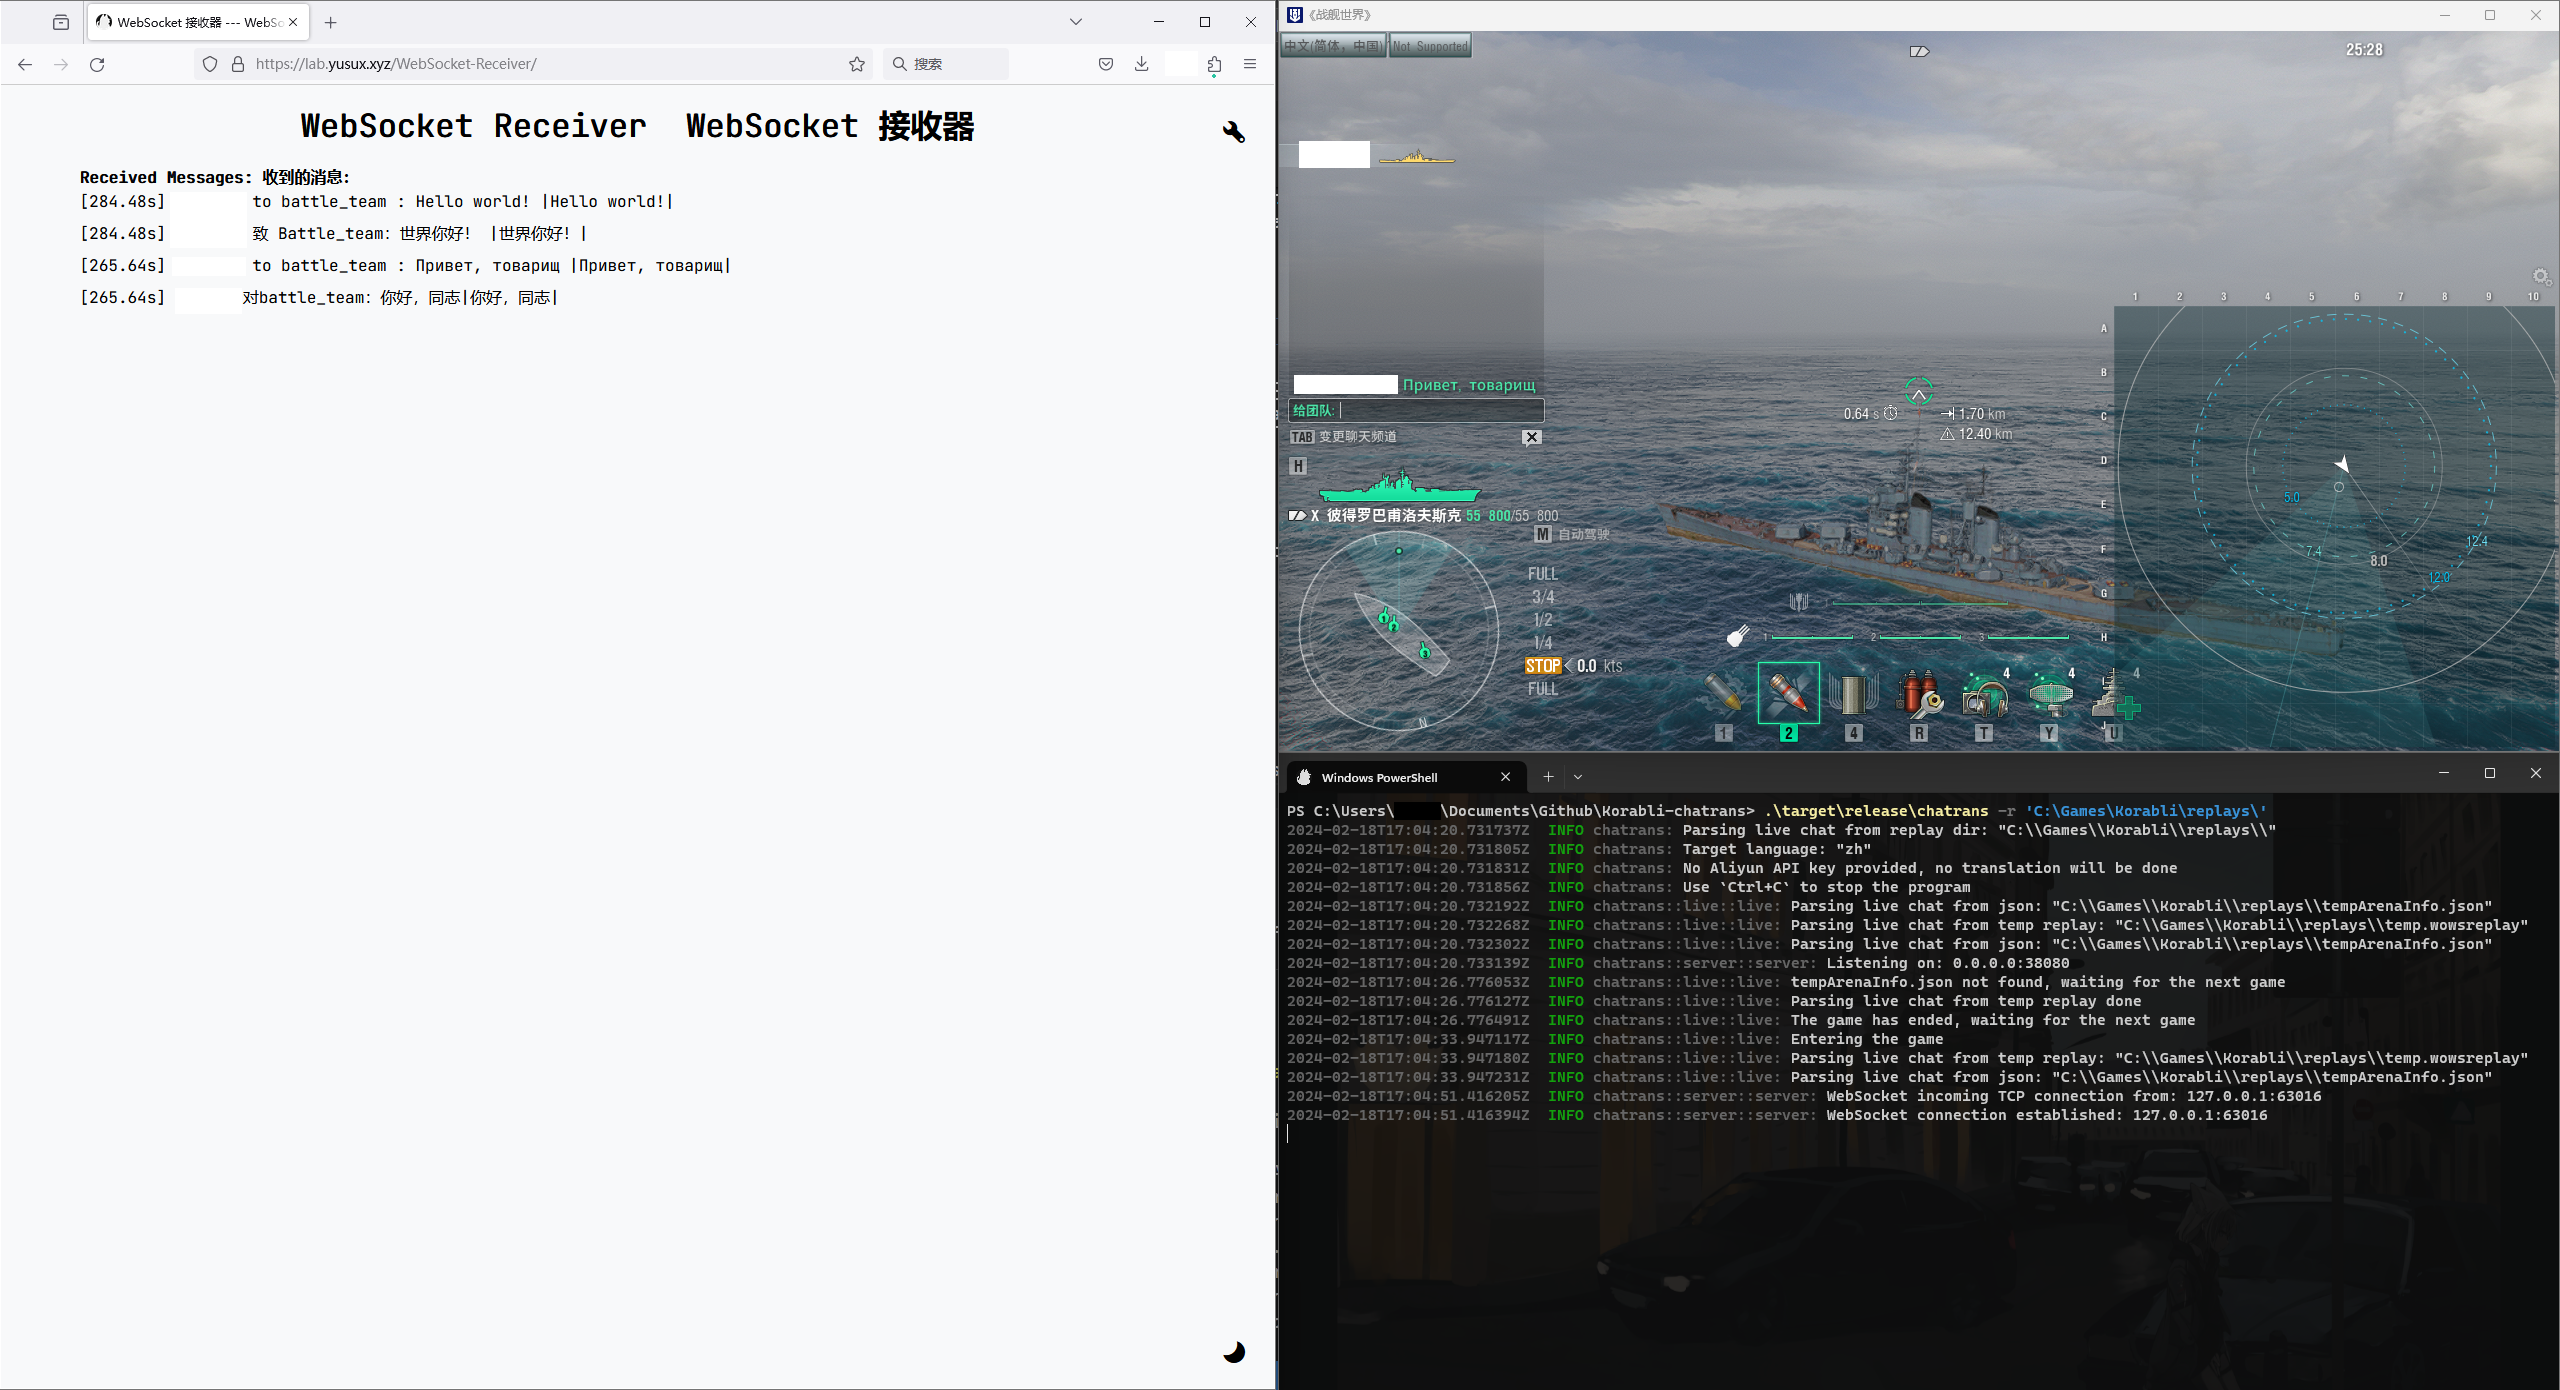 WebSocket 接收器 --- WebSo
https://lab.yusux.xyz/WebSocket-Receiver/
搜索
WebSocket Receiver WebSocket 接收器
Received Messages: 收到的消息:
[284.48s] to battle_team : Hello world! |Hello world!|
[284.48s] 致 Battle_team: 世界你好! |世界你好! |
[265.64s] to battle_team : Привет, товарищ |Привет, товарищ|
[265.64s] 对battle_team: 你好, 同志|你好, 同志|
《战舰世界》
中文(简体, 中国)
Not Supported
25:28
Привет, товарищ
给团队:
TAB 变更聊天频道
H
X 彼得罗巴甫洛夫斯克 55 800/55 800
M 自动驾驶
FULL
3/4
1/2
1/4
STOP 0.0 kts
FULL
N
1 2 3
0.64 s 1.70 km
12.40 km
1 2 3
4 4 4
1 2 4 R T Y U
1 2 3 4 5 6 7 8 9 10
A
B
C
D
E
F
G
H
J
5.0
7.4
8.0
12.4
12.0
Windows PowerShell
PS C:\Users\ \Documents\Github\Korabli-chatrans> .\target\release\chatrans -r 'C:\Games\Korabli\replays\'
2024-02-18T17:04:20.731737Z INFO chatrans: Parsing live chat from replay dir: "C:\\Games\\Korabli\\replays\\"
2024-02-18T17:04:20.731805Z INFO chatrans: Target language: "zh"
2024-02-18T17:04:20.731831Z INFO chatrans: No Aliyun API key provided, no translation will be done
2024-02-18T17:04:20.731856Z INFO chatrans: Use `Ctrl+C` to stop the program
2024-02-18T17:04:20.732192Z INFO chatrans::live::live: Parsing live chat from json: "C:\\Games\\Korabli\\replays\\tempArenaInfo.json"
2024-02-18T17:04:20.732268Z INFO chatrans::live::live: Parsing live chat from temp replay: "C:\\Games\\Korabli\\replays\\temp.wowsreplay"
2024-02-18T17:04:20.732302Z INFO chatrans::live::live: Parsing live chat from json: "C:\\Games\\Korabli\\replays\\tempArenaInfo.json"
2024-02-18T17:04:20.733139Z INFO chatrans::server::server: Listening on: 0.0.0.0:38080
2024-02-18T17:04:26.776053Z INFO chatrans::live::live: tempArenaInfo.json not found, waiting for the next game
2024-02-18T17:04:26.776127Z INFO chatrans::live::live: Parsing live chat from temp replay done
2024-02-18T17:04:26.776491Z INFO chatrans::live::live: The game has ended, waiting for the next game
2024-02-18T17:04:33.947117Z INFO chatrans::live::live: Entering the game
2024-02-18T17:04:33.947180Z INFO chatrans::live::live: Parsing live chat from temp replay: "C:\\Games\\Korabli\\replays\\temp.wowsreplay"
2024-02-18T17:04:33.947231Z INFO chatrans::live::live: Parsing live chat from json: "C:\\Games\\Korabli\\replays\\tempArenaInfo.json"
2024-02-18T17:04:51.416205Z INFO chatrans::server::server: WebSocket incoming TCP connection from: 127.0.0.1:63016
2024-02-18T17:04:51.416394Z INFO chatrans::server::server: WebSocket connection established: 127.0.0.1:63016